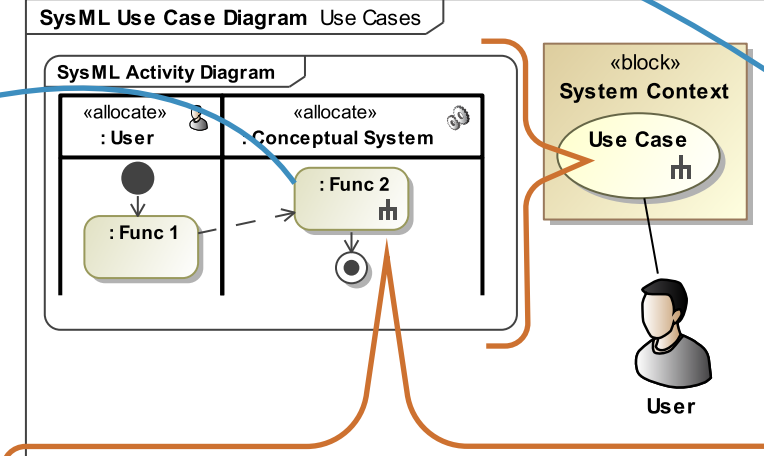 SysML Use Case Diagram Use Cases
SysML Activity Diagram
«allocate»
: User
«allocate»
: Conceptual System
: Func 1
: Func 2
«block»
System Context
Use Case
User